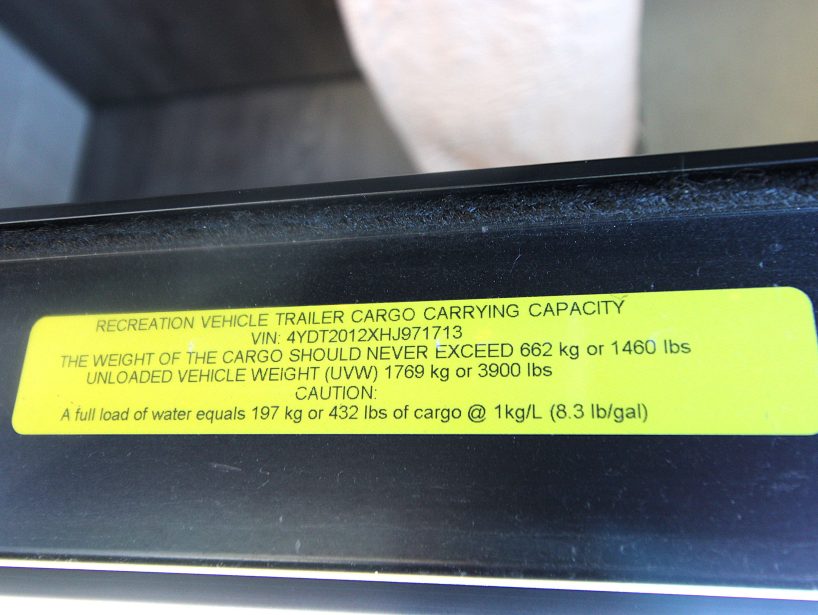 RECREATION VEHICLE TRAILER CARGO CARRYING CAPACITY
VIN: 4YDT2012XHJ971713
THE WEIGHT OF THE CARGO SHOULD NEVER EXCEED 662 kg or 1460 lbs
UNLOADED VEHICLE WEIGHT (UVW) 1769 kg or 3900 lbs
CAUTION:
A full load of water equals 197 kg or 432 lbs of cargo @ 1kg/L (8.3 lb/gal)